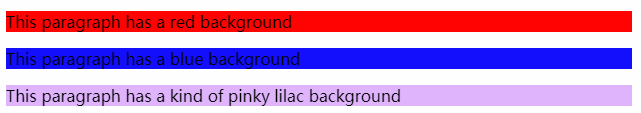 This paragraph has a red background
This paragraph has a blue background
This paragraph has a kind of pinky lilac background